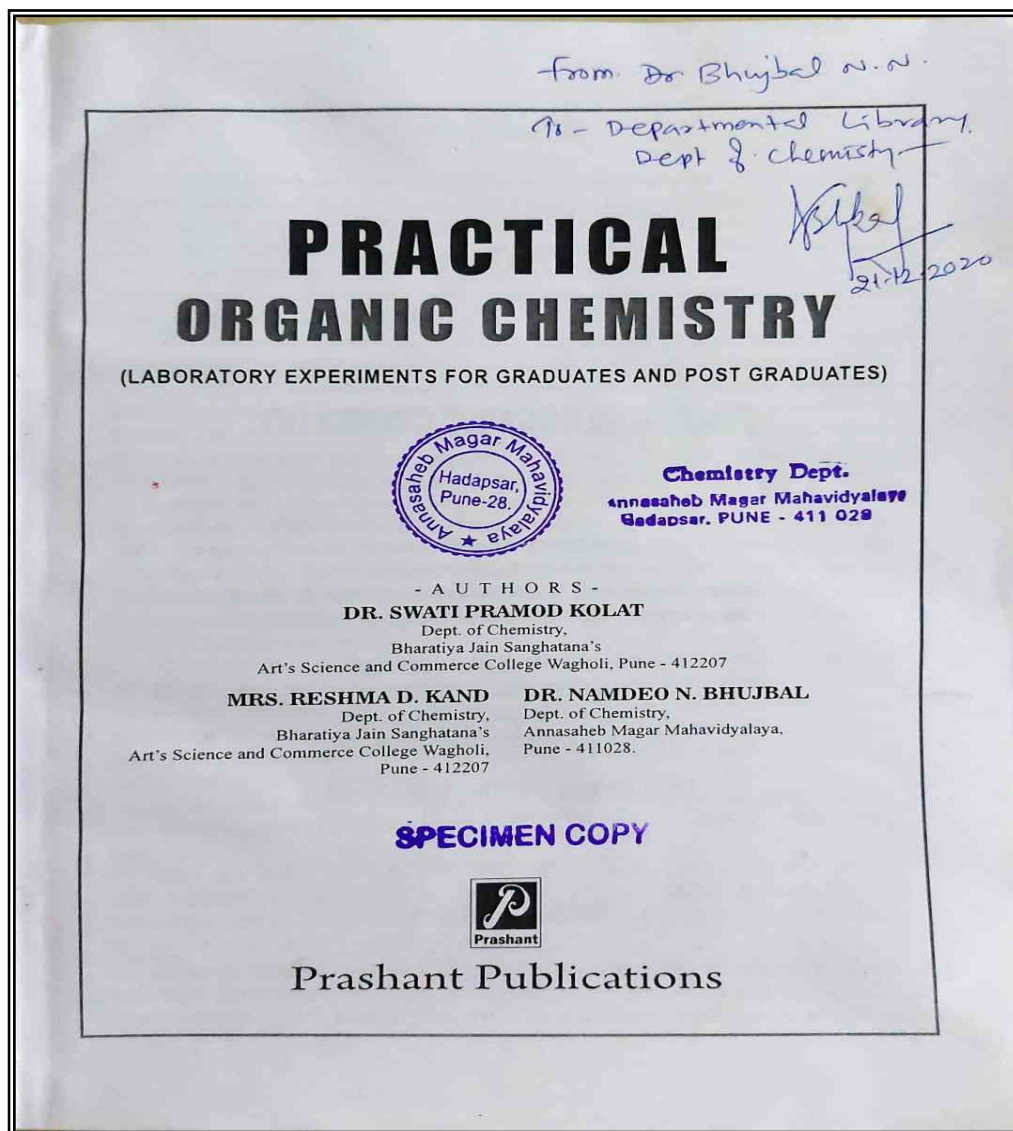 from Dr. Bhujbal N. N.
To - Departmental Library,
Dept of chemistry
21-12-2020
PRACTICAL
ORGANIC CHEMISTRY
(LABORATORY EXPERIMENTS FOR GRADUATES AND POST GRADUATES)
Annasaheb Magar Mahavidyalaya
Hadapsar,
Pune-28.
Chemistry Dept.
Annasaheb Magar Mahavidyalaya
Hadapsar. PUNE - 411 028
- A U T H O R S -
DR. SWATI PRAMOD KOLAT
Dept. of Chemistry,
Bharatiya Jain Sanghatana's
Art's Science and Commerce College Wagholi, Pune - 412207
MRS. RESHMA D. KAND
Dept. of Chemistry,
Bharatiya Jain Sanghatana's
Art's Science and Commerce College Wagholi,
Pune - 412207
DR. NAMDEO N. BHUJBAL
Dept. of Chemistry,
Annasaheb Magar Mahavidyalaya,
Pune - 411028.
SPECIMEN COPY
Prashant
Prashant Publications